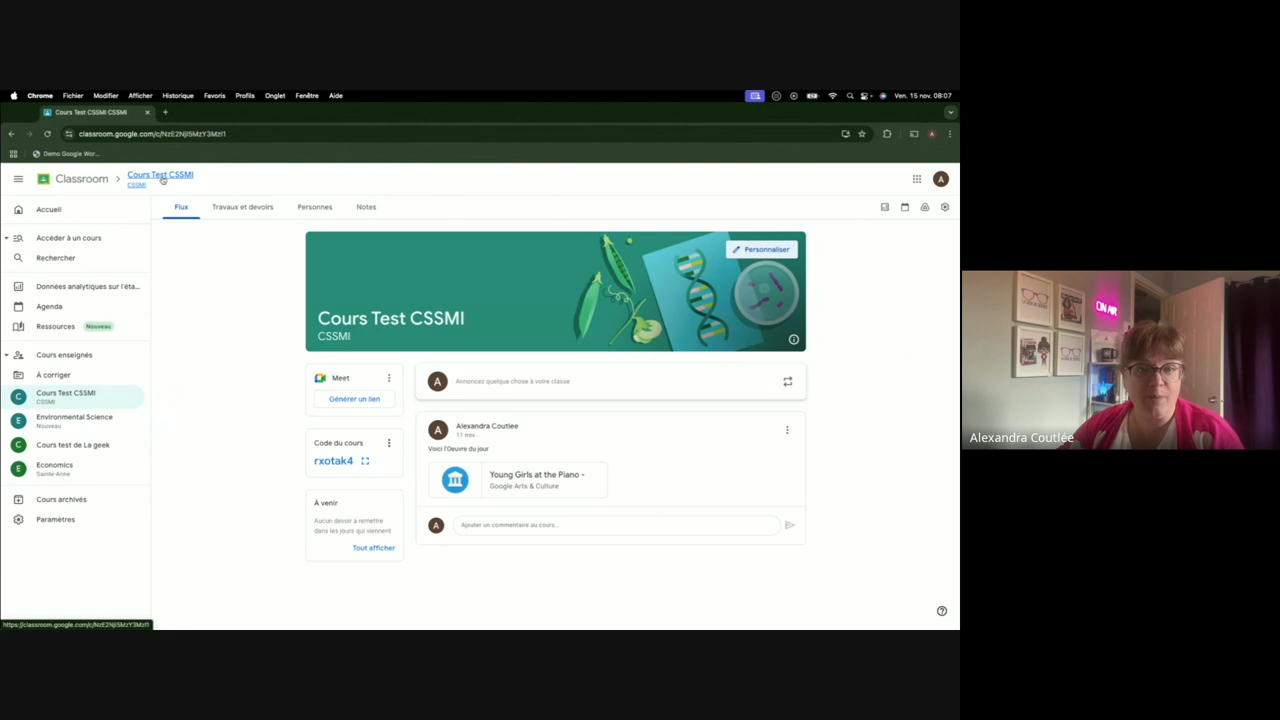 Chrome Fichier Modifier Afficher Historique Favoris Profils Onglet Fenêtre Aide Ven. 15 nov. 08:07
Cours Test CSSMI CSSMI
classroom.google.com/c/NzE2NjI5MzY3MzI1
Demo Google Wor...
Classroom > Cours Test CSSMI
CSSMI
A
Accueil
Accéder à un cours
Rechercher
Données analytiques sur l'éta...
Agenda
Ressources Nouveau
Cours enseignés
À corriger
C Cours Test CSSMI
CSSMI
E Environmental Science
Nouveau
C Cours test de La geek
E Economics
Sainte-Anne
Cours archivés
Paramètres
Flux Travaux et devoirs Personnes Notes
Personnaliser
Cours Test CSSMI
CSSMI
Meet
Générer un lien
Code du cours
rxotak4
À venir
Aucun devoir à remettre
dans les jours qui viennent
Tout afficher
A Annoncez quelque chose à votre classe
A Alexandra Coutlee
11 nov.
Voici l'Oeuvre du jour
Young Girls at the Piano -
Google Arts & Culture
A Ajouter un commentaire au cours...
https://classroom.google.com/c/NzE2NjI5MzY3MzI1
ON AIR
Alexandra Coutlée